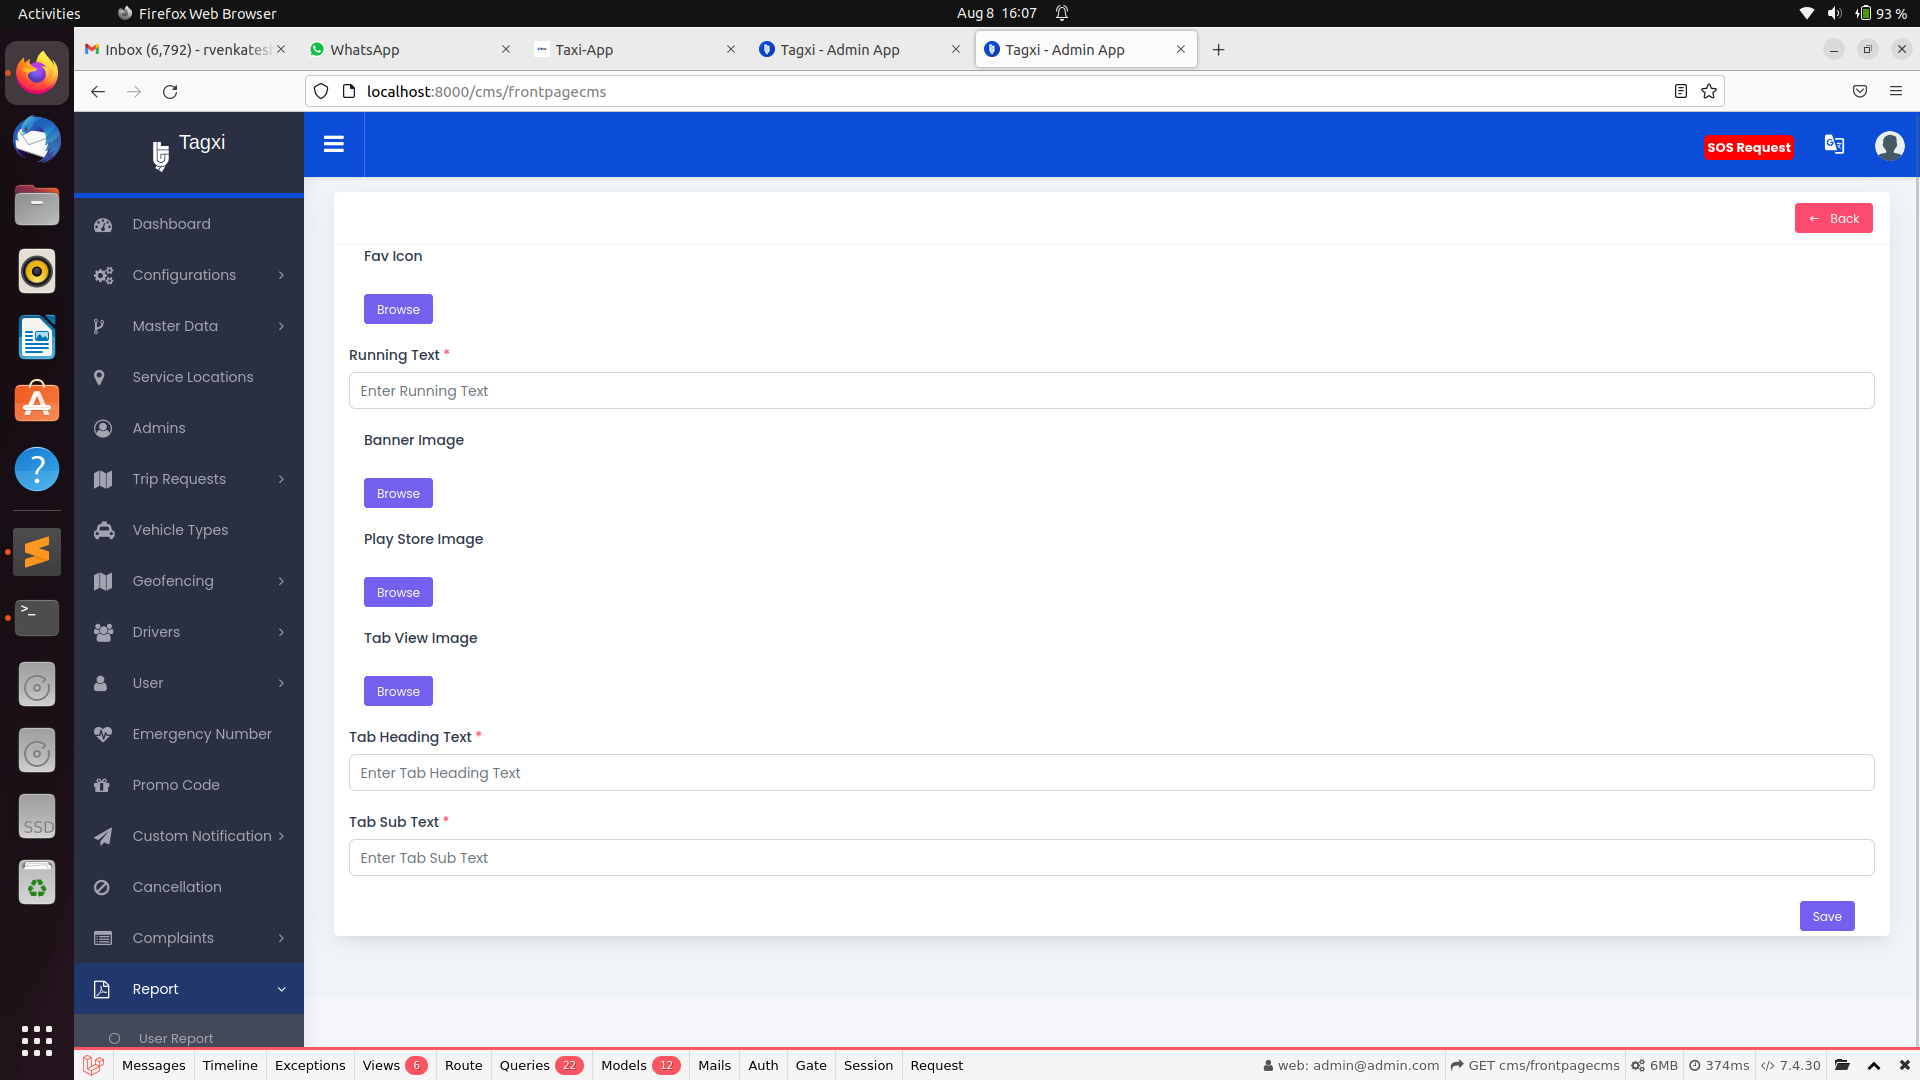 Activities
Firefox Web Browser
Aug 8 16:07
93 %
Inbox (6,792) - rvenkatesh
WhatsApp
Taxi-App
Tagxi - Admin App
Tagxi - Admin App
localhost:8000/cms/frontpagecms
Tagxi
SOS Request
Dashboard
Configurations
Master Data
Service Locations
Admins
Trip Requests
Vehicle Types
Geofencing
Drivers
User
Emergency Number
Promo Code
Custom Notification
Cancellation
Complaints
Report
User Report
SSD
Back
Fav Icon
Browse
Running Text *
Enter Running Text
Banner Image
Browse
Play Store Image
Browse
Tab View Image
Browse
Tab Heading Text *
Enter Tab Heading Text
Tab Sub Text *
Enter Tab Sub Text
Save
Messages Timeline Exceptions Views 6 Route Queries 22 Models 12 Mails Auth Gate Session Request
web: admin@admin.com GET cms/frontpagecms 6MB 374ms 7.4.30